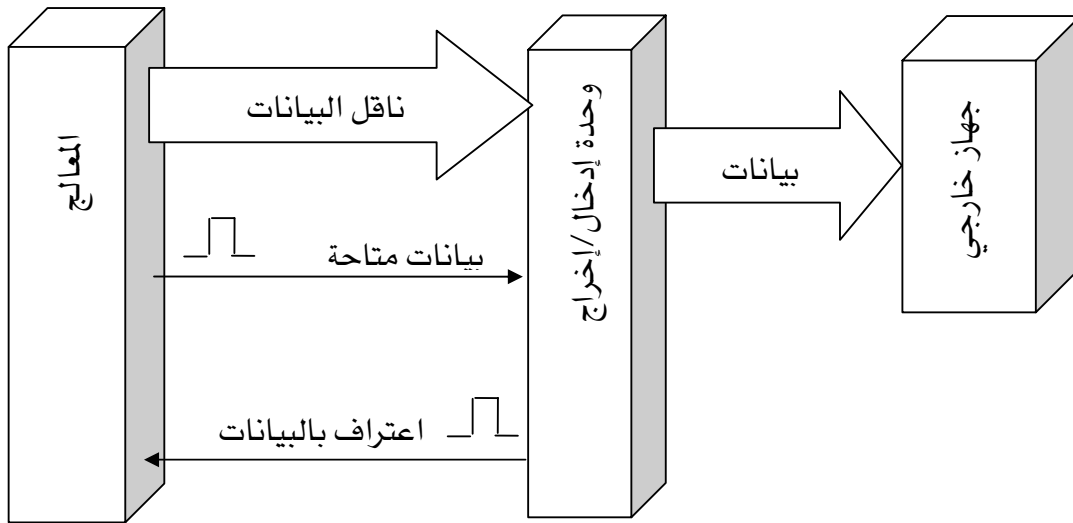 المعالج
ناقل البيانات
وحدة إدخال/إخراج
بيانات
جهاز خارجي
بيانات متاحة
اعتراف بالبيانات